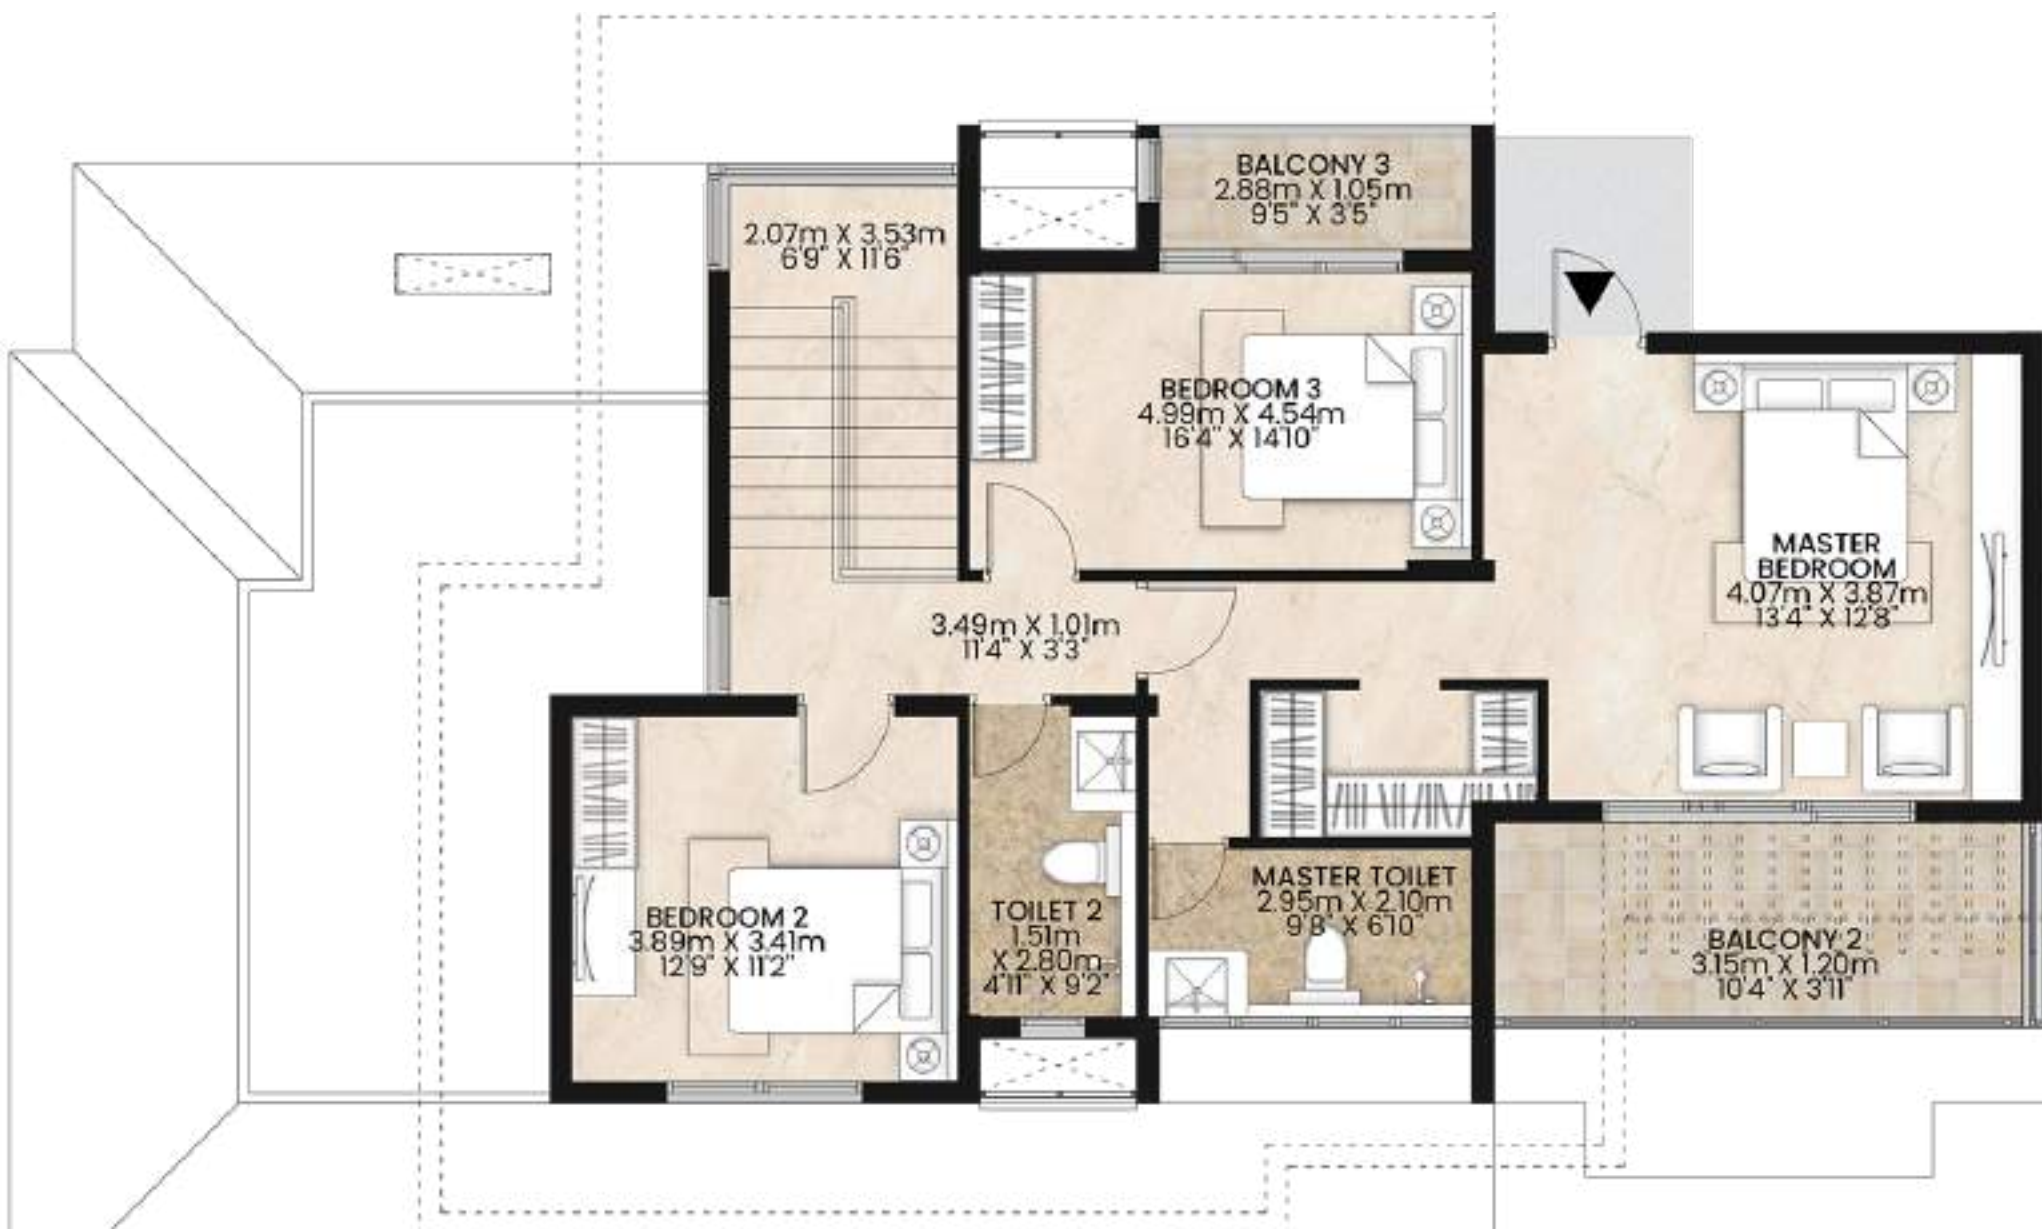 BALCONY 3
2.88m X 1.05m
9'5" X 3'5"
2.07m X 3.53m
6'9" X 11'6"
BEDROOM 3
4.99m X 4.54m
16'4" X 14'10"
MASTER
BEDROOM
4.07m X 3.87m
13'4" X 12'8"
3.49m X 1.01m
11'4" X 3'3"
BEDROOM 2
3.89m X 3.41m
12'9" X 11'2"
TOILET 2
1.51m
X 2.80m
4'11" X 9'2"
MASTER TOILET
2.95m X 2.10m
9'8" X 6'10
BALCONY 2
3.15m X 1.20m
10'4" X 3'11"